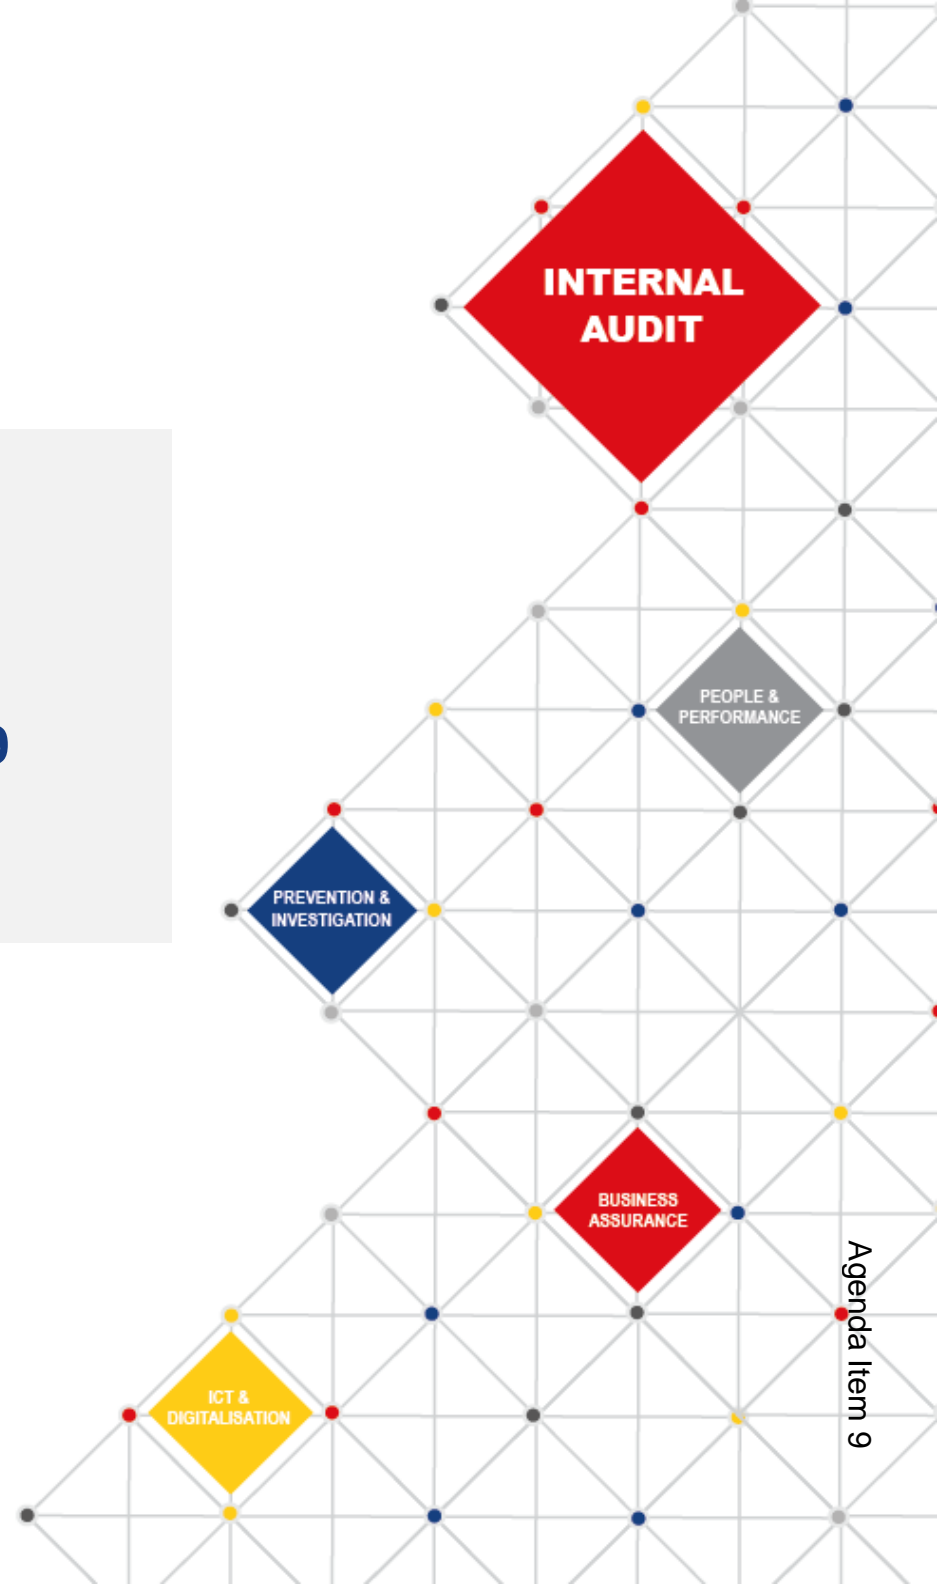 INTERNAL
AUDIT
PEOPLE &
PERFORMANCE
PREVENTION &
INVESTIGATION
BUSINESS
ASSURANCE
ICT &
DIGITALISATION
Agenda Item 9